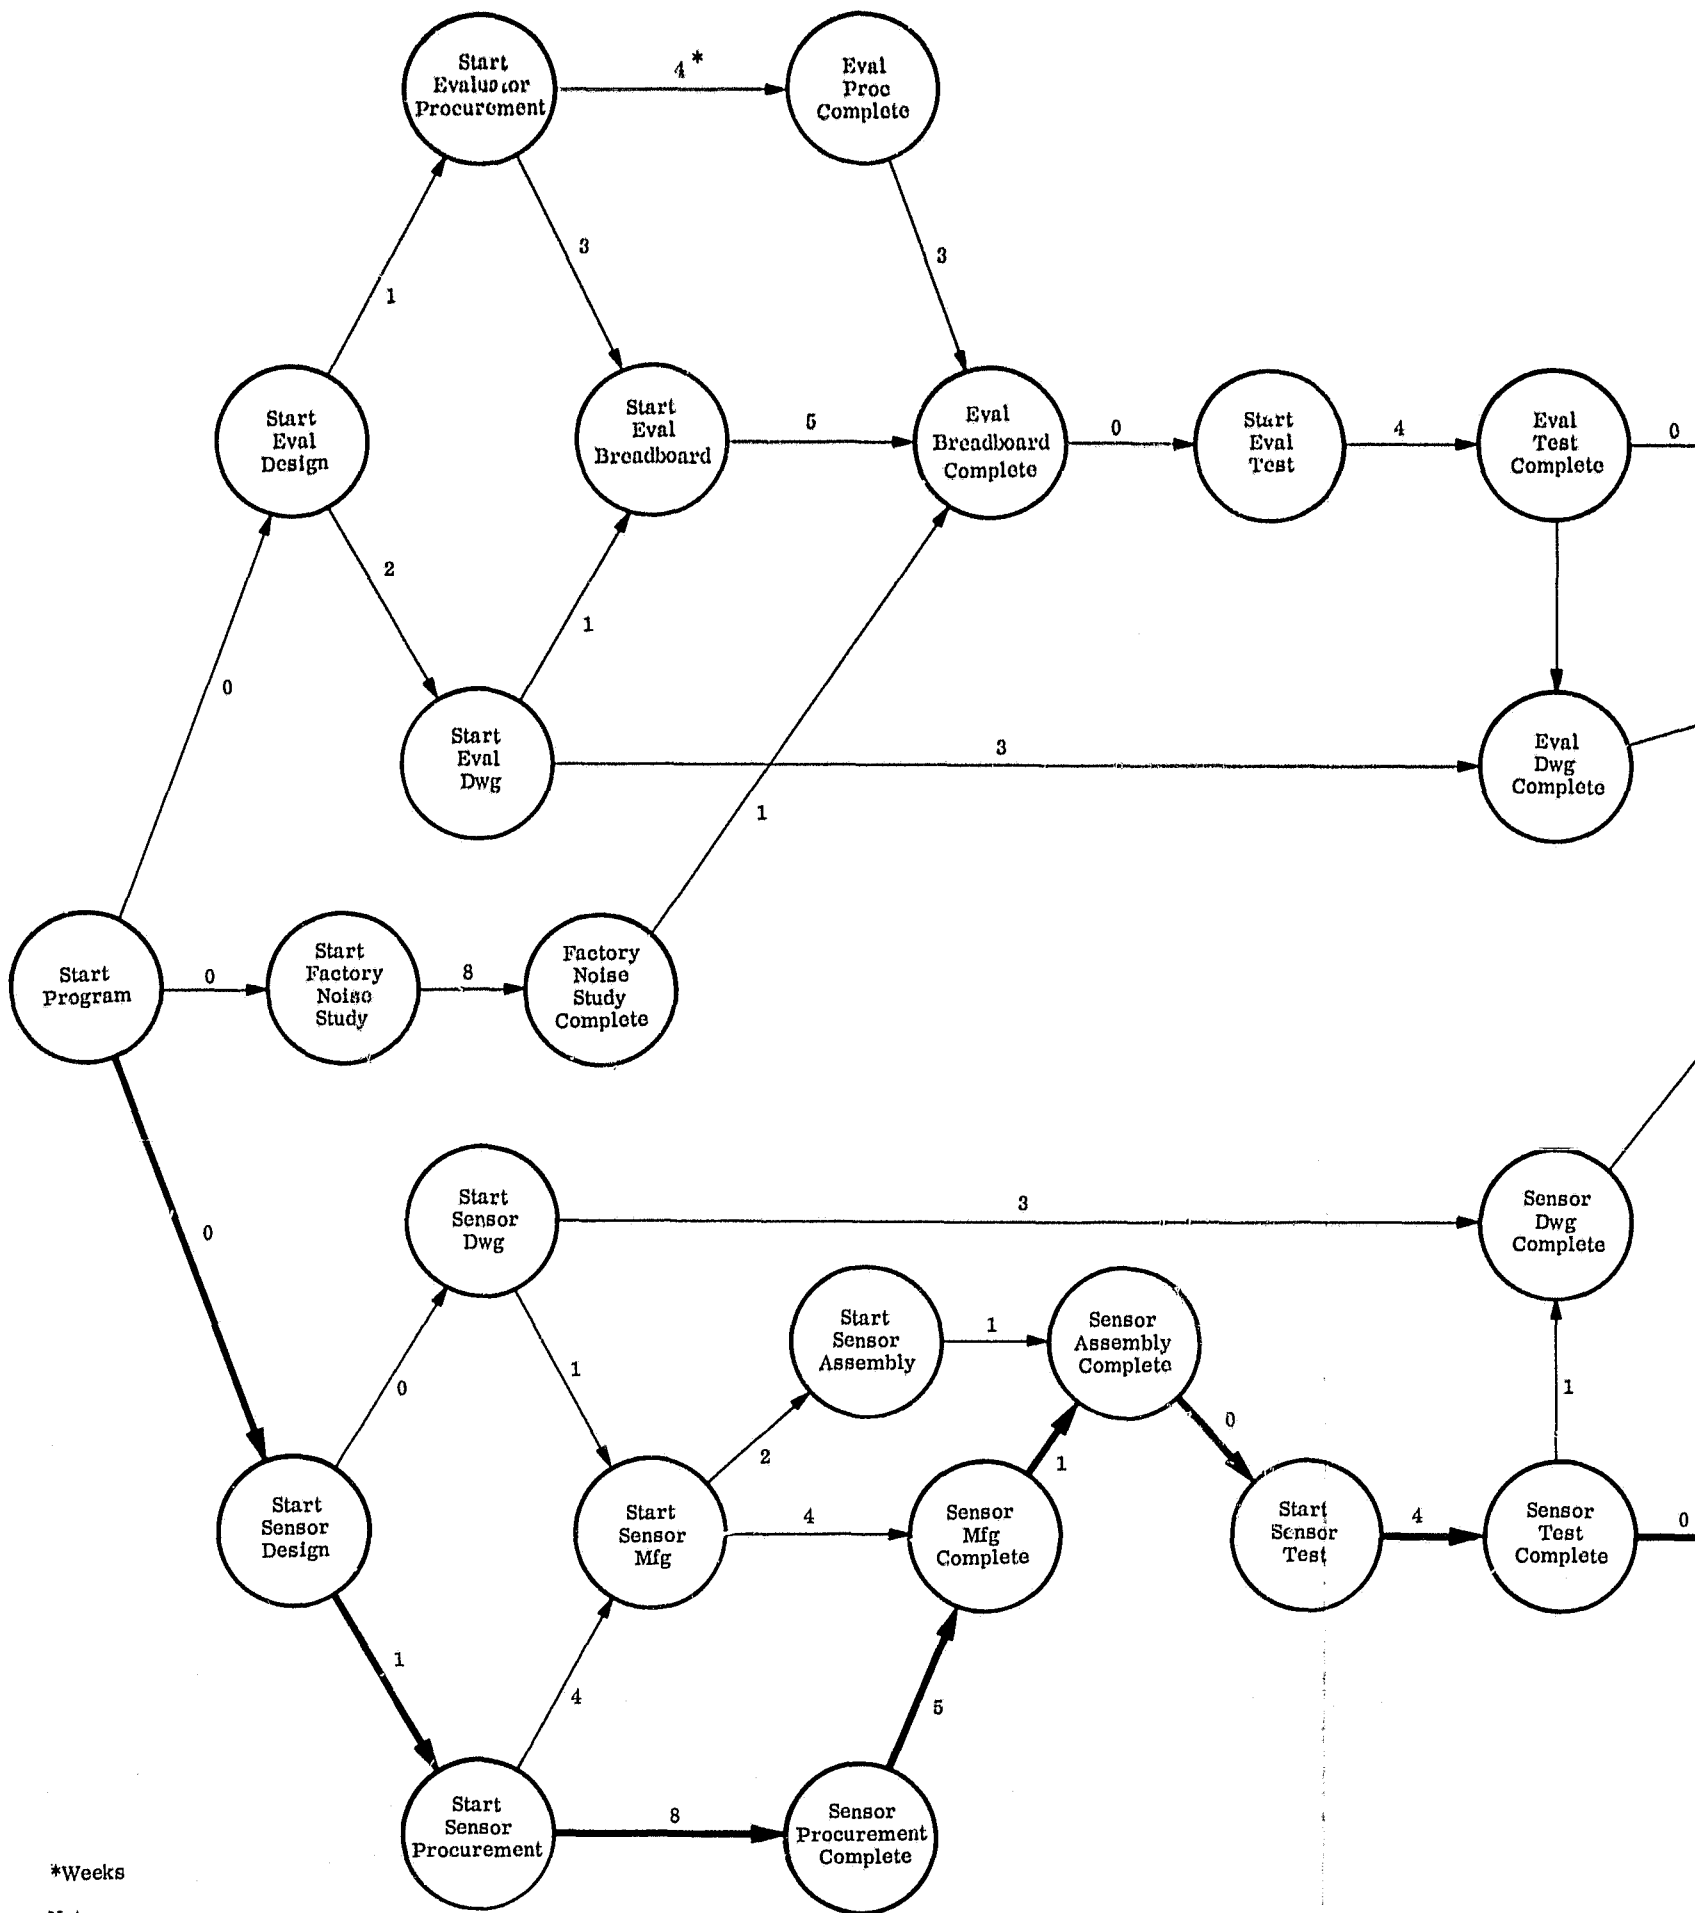 Start
Evaluator
Procurement
4*
Eval
Proc
Complete
3
3
1
Start
Eval
Design
Start
Eval
Breadboard
5
Eval
Breadboard
Complete
0
Start
Eval
Test
4
Eval
Test
Complete
0
2
1
0
Start
Eval
Dwg
3
Eval
Dwg
Complete
1
Start
Program
0
Start
Factory
Noise
Study
8
Factory
Noise
Study
Complete
0
Start
Sensor
Dwg
3
Sensor
Dwg
Complete
Start
Sensor
Assembly
1
Sensor
Assembly
Complete
1
0
1
0
2
1
Start
Sensor
Design
Start
Sensor
Mfg
4
Sensor
Mfg
Complete
Start
Sensor
Test
4
Sensor
Test
Complete
0
1
4
5
Start
Sensor
Procurement
8
Sensor
Procurement
Complete
*Weeks